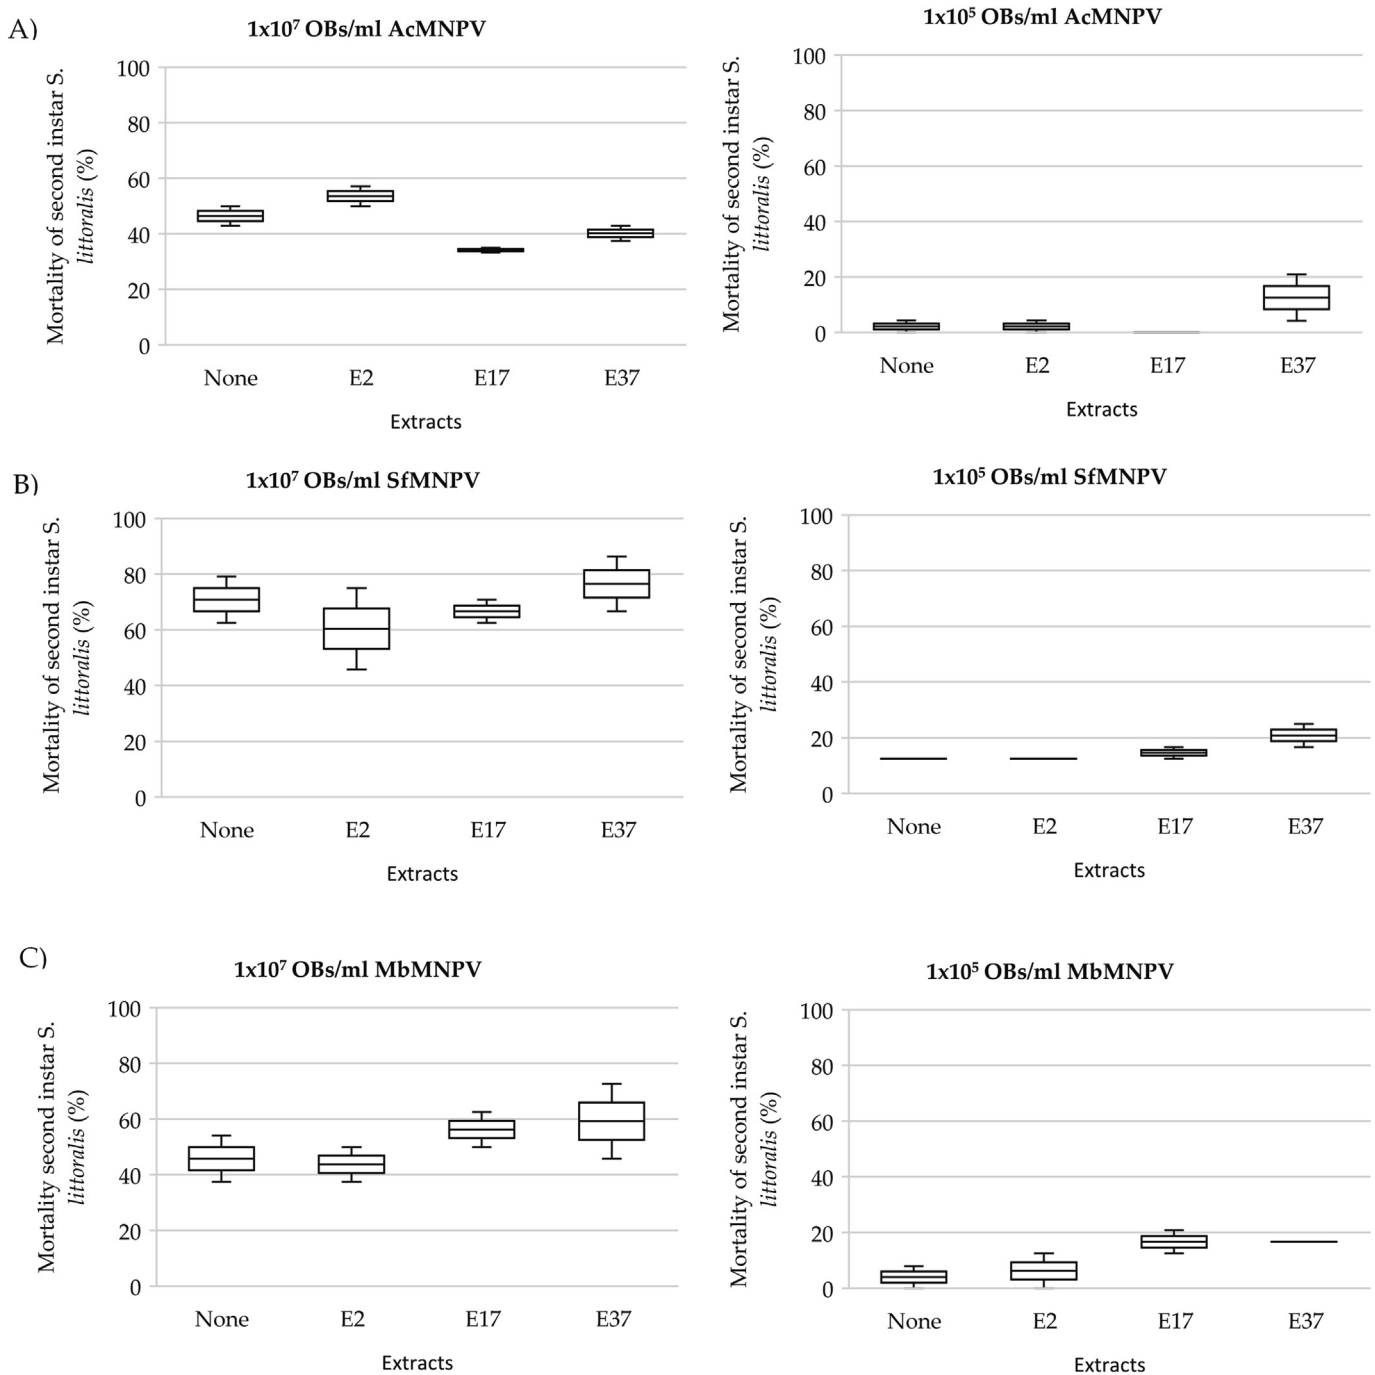 A)
1x10⁷ OBs/ml AcMNPV
Mortality of second instar S.
littoralis (%)
100
80
60
40
20
0
None E2 E17 E37
Extracts
1x10⁵ OBs/ml AcMNPV
Mortality of second instar S.
littoralis (%)
100
80
60
40
20
0
None E2 E17 E37
Extracts
B)
1x10⁷ OBs/ml SfMNPV
Mortality of second instar S.
littoralis (%)
100
80
60
40
20
0
None E2 E17 E37
Extracts
1x10⁵ OBs/ml SfMNPV
Mortality of second instar S.
littoralis (%)
100
80
60
40
20
0
None E2 E17 E37
Extracts
C)
1x10⁷ OBs/ml MbMNPV
Mortality second instar S.
littoralis (%)
100
80
60
40
20
0
None E2 E17 E37
Extracts
1x10⁵ OBs/ml MbMNPV
Mortality of second instar S.
littoralis (%)
100
80
60
40
20
0
None E2 E17 E37
Extracts